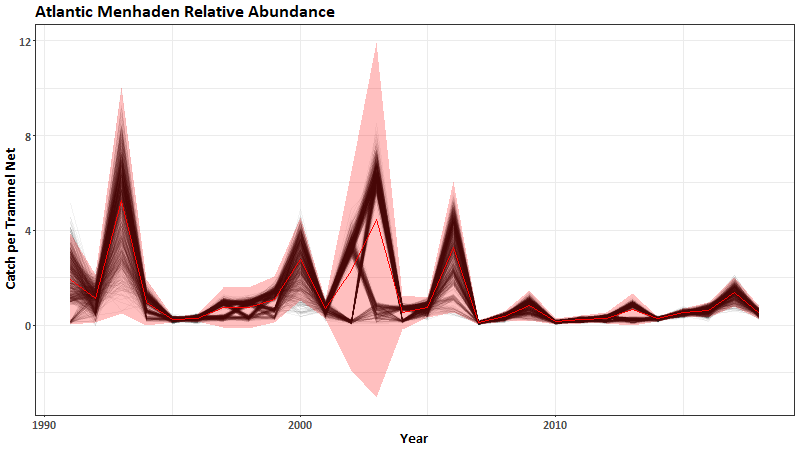 Atlantic Menhaden Relative Abundance
12
8
4
0
Catch per Trammel Net
1990
2000
2010
Year